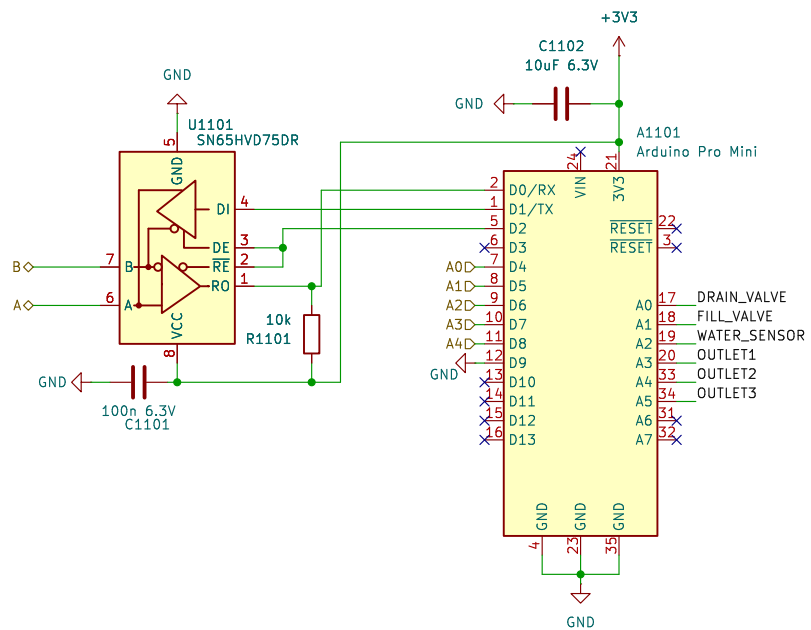 +3V3
C1102
10uF 6.3V
GND
GND
U1101
SN65HVD75DR
A1101
Arduino Pro Mini
5
GND
24
VIN
21
3V3
DI 4
DE 3
RE 2
RO 1
B 7 B
A 6 A
VCC
8
GND
100n 6.3V
C1101
10k
R1101
2 D0/RX
1 D1/TX
5 D2
6 D3
A0 7 D4
A1 8 D5
A2 9 D6
A3 10 D7
A4 11 D8
GND 12 D9
13 D10
14 D11
15 D12
16 D13
RESET 22
RESET 3
A0 17 DRAIN_VALVE
A1 18 FILL_VALVE
A2 19 WATER_SENSOR
A3 20 OUTLET1
A4 33 OUTLET2
A5 34 OUTLET3
A6 31
A7 32
GND GND GND
4 23 35
GND